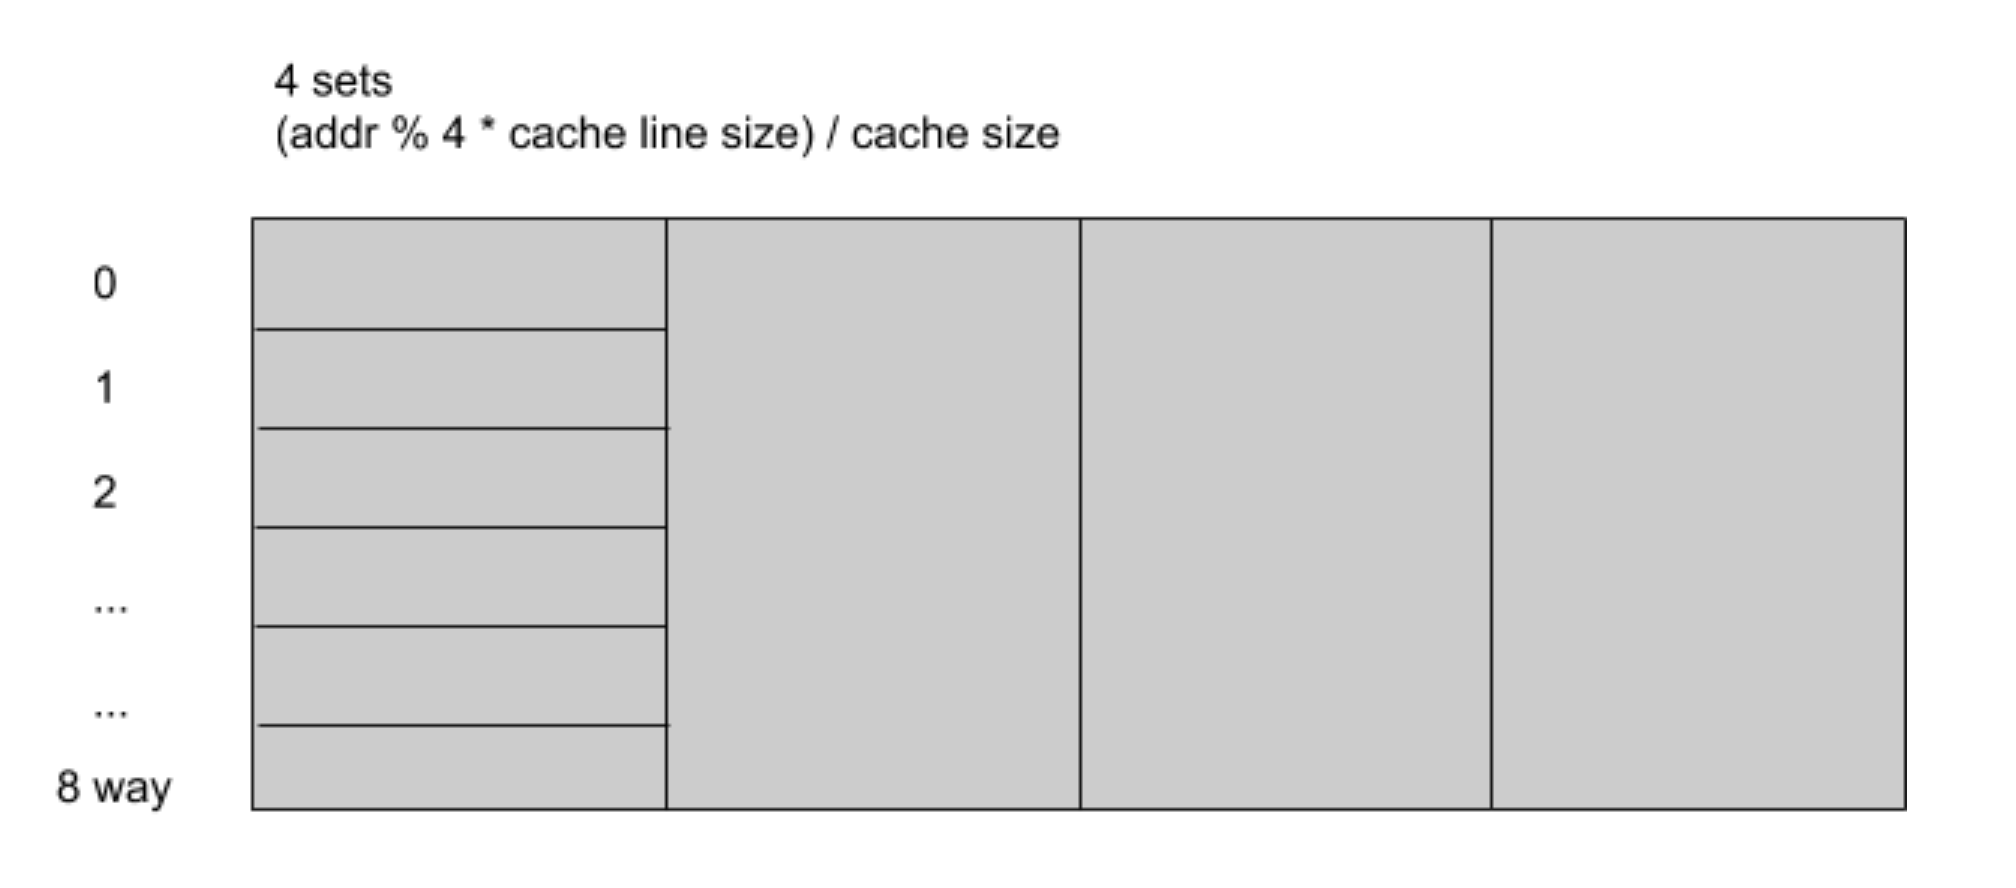 4 sets
(addr % 4 * cache line size) / cache size
0
1
2
...
...
8 way